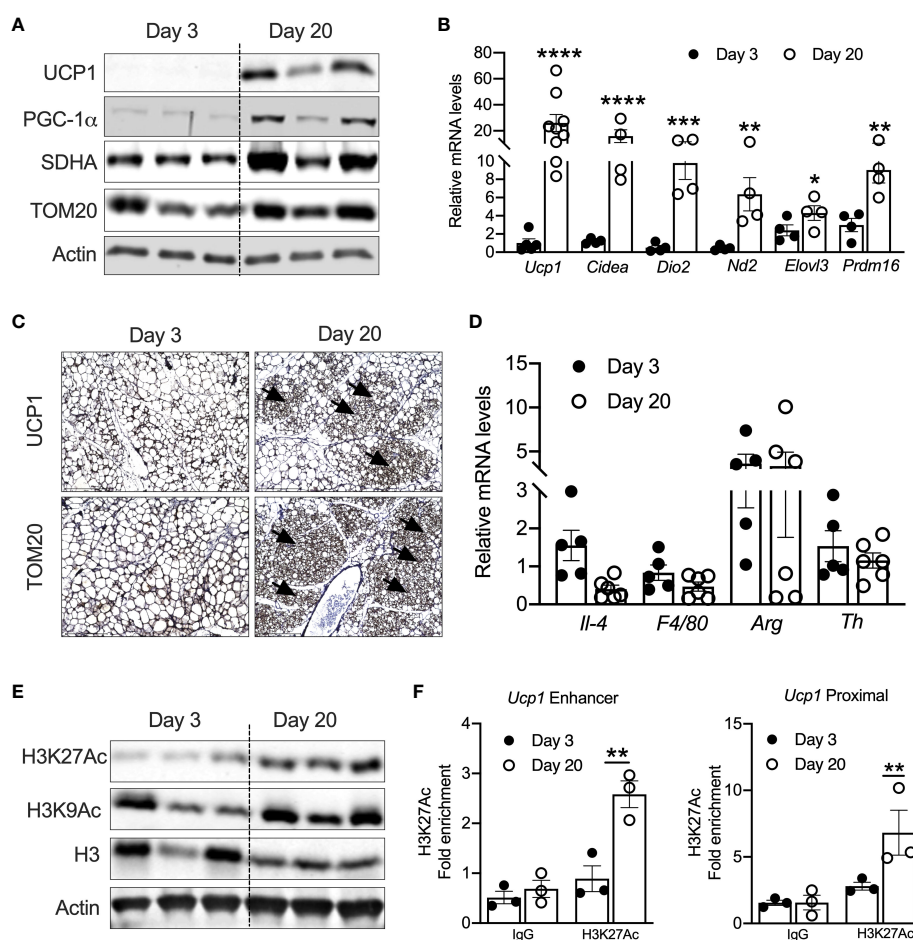 A
Day 3
Day 20
UCP1
PGC-1α
SDHA
TOM20
Actin
B
Day 3
Day 20
Relative mRNA levels
80
60
40
20
10
8
6
4
2
0
****
****
***
**
*
**
Ucp1
Cidea
Dio2
Nd2
Elovl3
Prdm16
C
Day 3
Day 20
UCP1
TOM20
D
Day 3
Day 20
Relative mRNA levels
15
10
5
3
2
1
0
Il-4
F4/80
Arg
Th
E
Day 3
Day 20
H3K27Ac
H3K9Ac
H3
Actin
F
Ucp1 Enhancer
Day 3
Day 20
H3K27Ac
Fold enrichment
4
3
2
1
0
**
IgG
H3K27Ac
Ucp1 Proximal
Day 3
Day 20
H3K27Ac
Fold enrichment
15
10
5
0
**
IgG
H3K27Ac